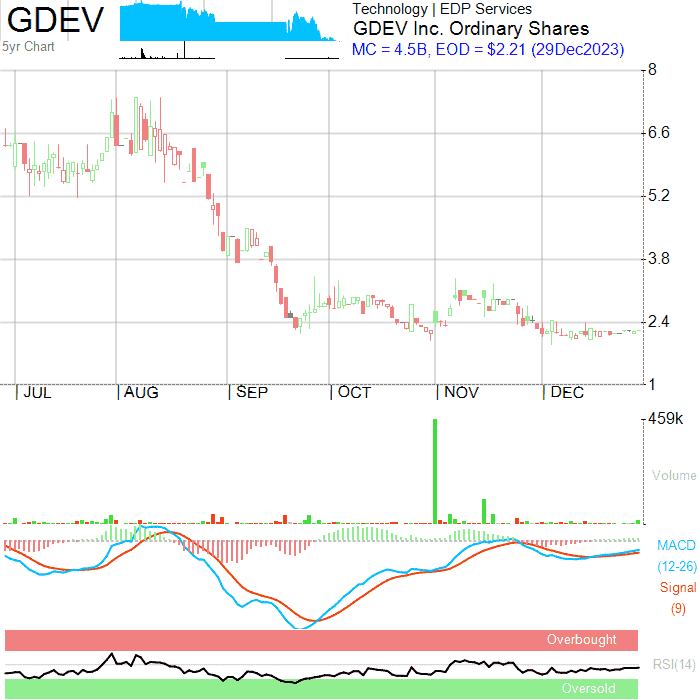 GDEV
5yr Chart
Technology | EDP Services
GDEV Inc. Ordinary Shares
MC = 4.5B, EOD = $2.21 (29Dec2023)
8
6.6
5.2
3.8
2.4
1
JUL
AUG
SEP
OCT
NOV
DEC
459k
Volume
MACD
(12-26)
Signal
(9)
Overbought
RSI(14)
Oversold